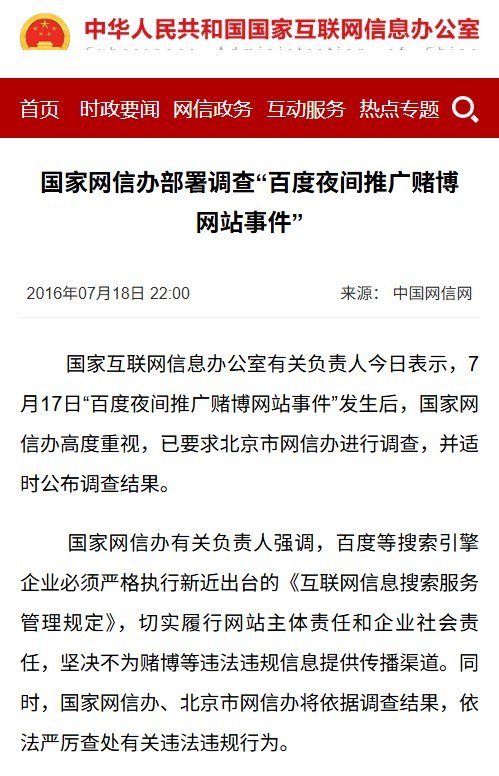 中华人民共和国国家互联网信息办公室
首页 时政要闻 网信政务 互动服务 热点专题
国家网信办部署调查“百度夜间推广赌博
网站事件”
2016年07月18日 22:00 来源： 中国网信网
国家互联网信息办公室有关负责人今日表示，7
月17日“百度夜间推广赌博网站事件”发生后，国家网
信办高度重视，已要求北京市网信办进行调查，并适
时公布调查结果。
国家网信办有关负责人强调，百度等搜索引擎
企业必须严格执行新近出台的《互联网信息搜索服务
管理规定》，切实履行网站主体责任和企业社会责
任，坚决不为赌博等违法违规信息提供传播渠道。同
时，国家网信办、北京市网信办将依据调查结果，依
法严厉查处有关违法违规行为。